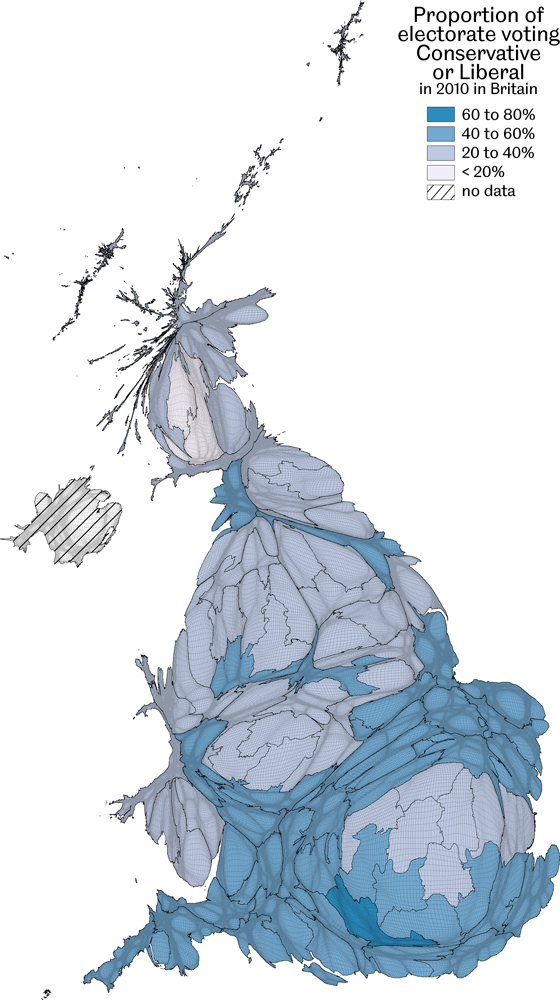 Proportion of
electorate voting
Conservative
or Liberal
in 2010 in Britain
60 to 80%
40 to 60%
20 to 40%
< 20%
no data